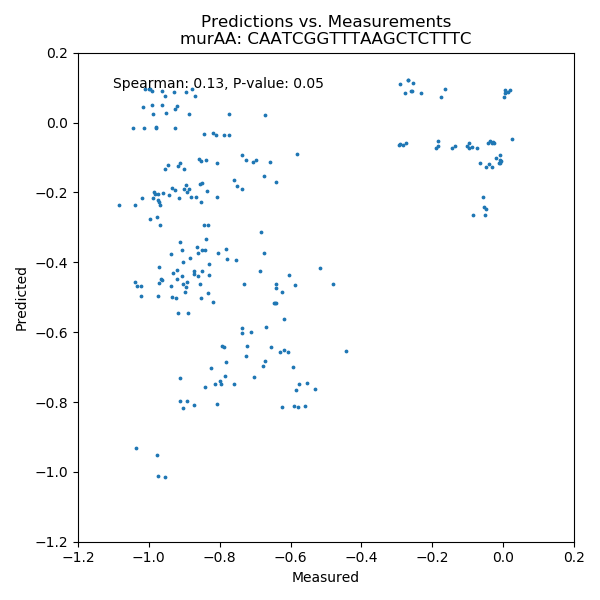 Predictions vs. Measurements
murAA: CAATCGGTTTAAGCTCTTTC
Spearman: 0.13, P-value: 0.05
0.2
0.0
−0.2
−0.4
−0.6
−0.8
−1.0
−1.2
Predicted
−1.2 −1.0 −0.8 −0.6 −0.4 −0.2 0.0 0.2
Measured